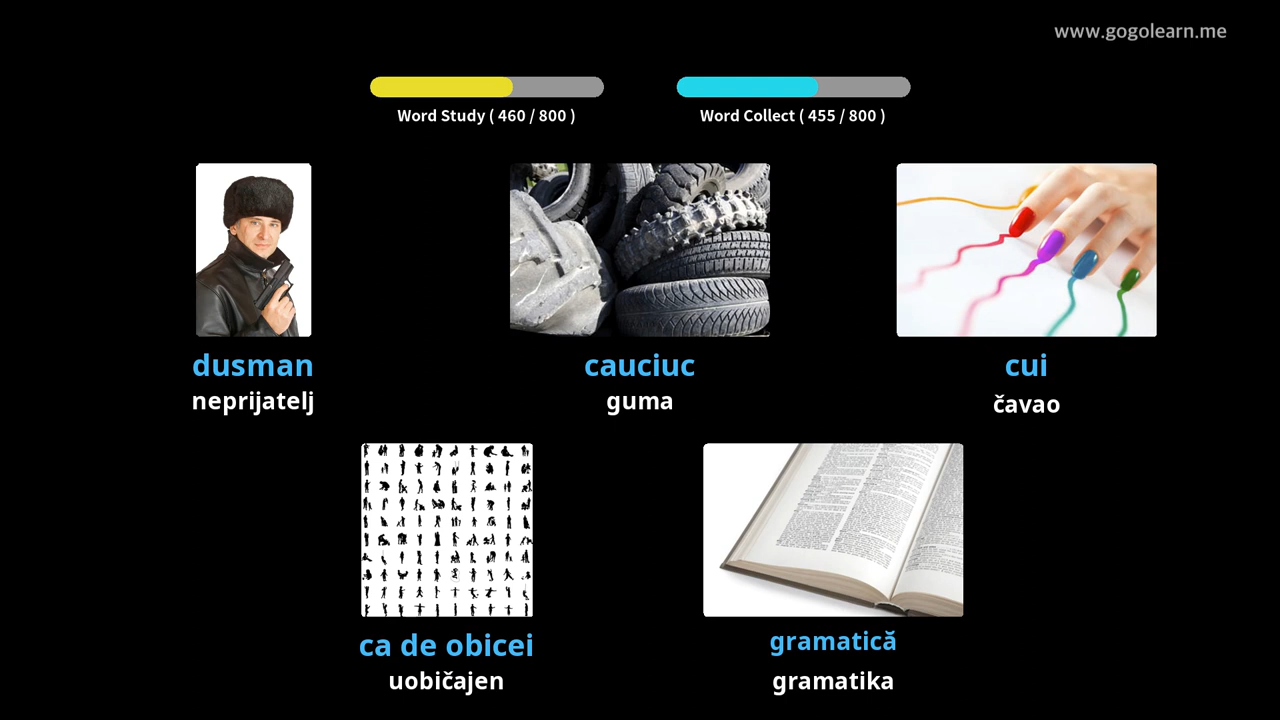 www.gogolearn.me
Word Study ( 460 / 800 )
Word Collect ( 455 / 800 )
dusman
neprijatelj
cauciuc
guma
cui
čavao
ca de obicei
uobičajen
gramatică
gramatika